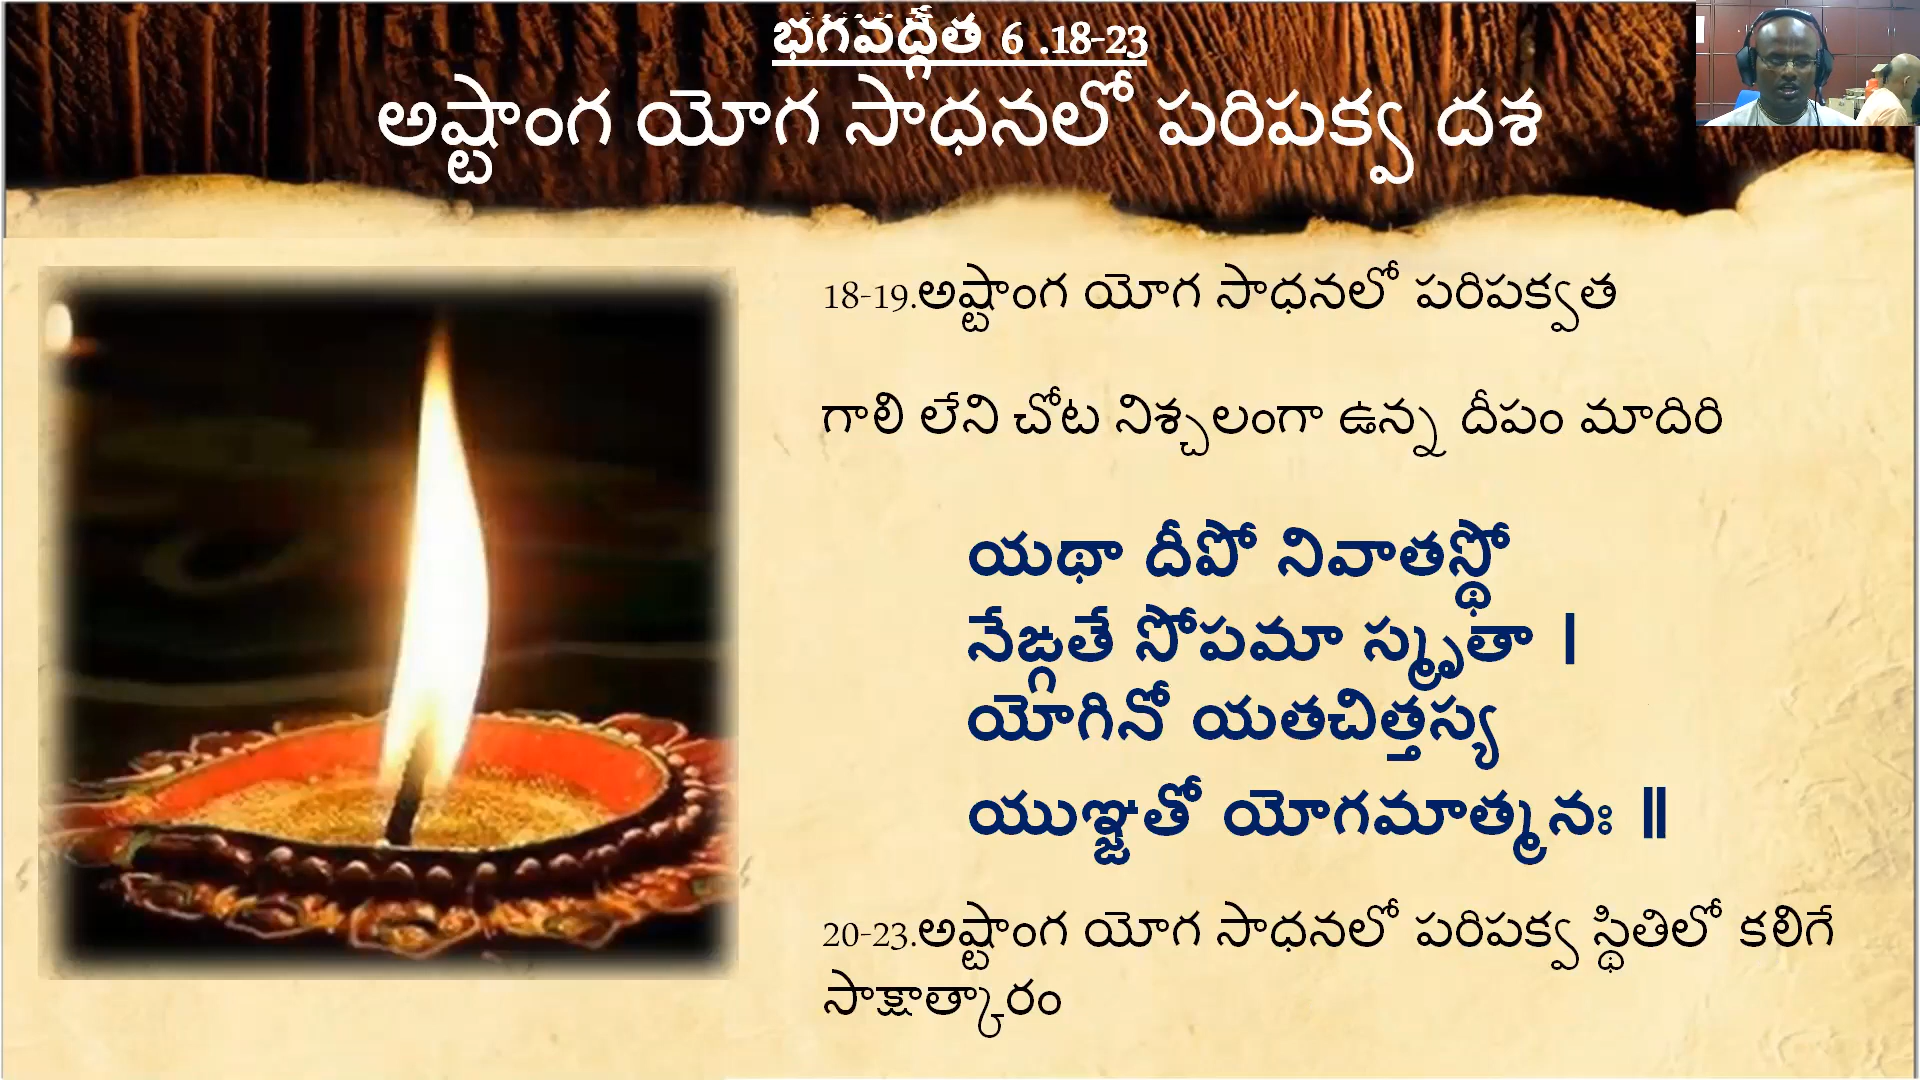 భగవద్గీత 6 .18-23
అష్టాంగ యోగ సాధనలో పరిపక్వ దశ
18-19.అష్టాంగ యోగ సాధనలో పరిపక్వత
గాలి లేని చోట నిశ్చలంగా ఉన్న దీపం మాదిరి
యథా దీపో నివాతస్థో
నేఙ్గతే సోపమా స్మృతా ।
యోగినో యతచిత్తస్య
యుఞ్జతో యోగమాత్మనః ॥
20-23.అష్టాంగ యోగ సాధనలో పరిపక్వ స్థితిలో కలిగే
సాక్షాత్కారం